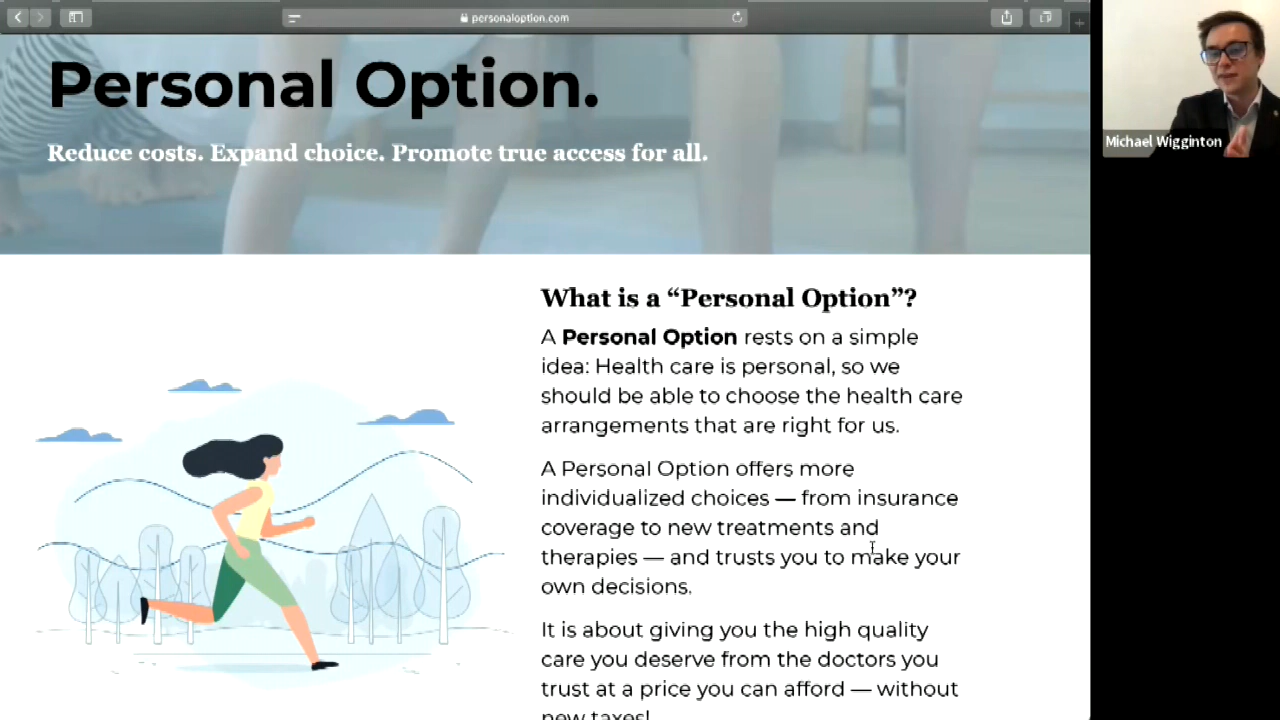 personaloption.com
Personal Option.
Reduce costs. Expand choice. Promote true access for all.
Michael Wigginton
What is a “Personal Option”?
A Personal Option rests on a simple
idea: Health care is personal, so we
should be able to choose the health care
arrangements that are right for us.
A Personal Option offers more
individualized choices — from insurance
coverage to new treatments and
therapies — and trusts you to make your
own decisions.
It is about giving you the high quality
care you deserve from the doctors you
trust at a price you can afford — without
new taxes!